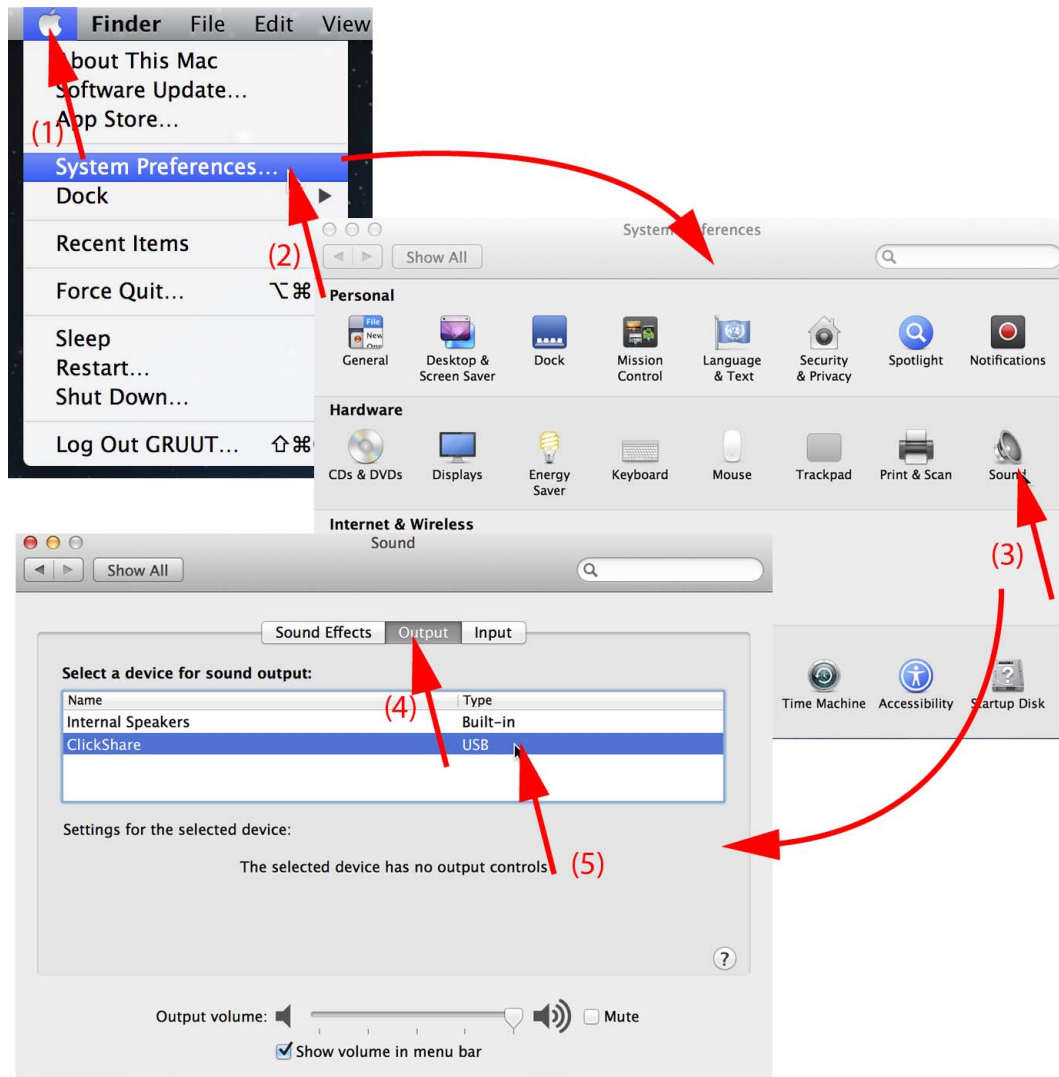 Finder File Edit View
About This Mac
Software Update...
App Store...
(1)
System Preferences...
Dock
Recent Items
(2)
Force Quit... ⌥⌘
Sleep
Restart...
Shut Down...
Log Out GRUUT... ⇧⌘
System Preferences
Show All
Personal
File
New
General
Desktop & Screen Saver
Dock
Mission Control
Language & Text
Security & Privacy
Spotlight
Notifications
Hardware
CDs & DVDs
Displays
Energy Saver
Keyboard
Mouse
Trackpad
Print & Scan
Sound
(3)
Internet & Wireless
Time Machine
Accessibility
Startup Disk
Sound
Show All
Sound Effects Output Input
Select a device for sound output:
Name Type
(4)
Internal Speakers Built-in
ClickShare USB
Settings for the selected device:
The selected device has no output controls
(5)
?
Output volume: Mute
Show volume in menu bar